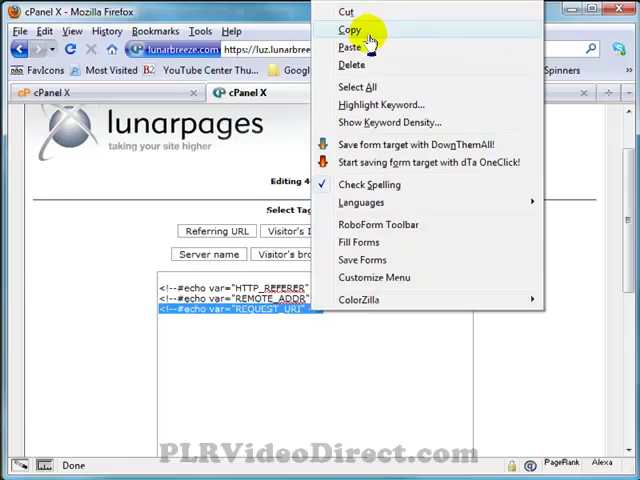 cPanel X - Mozilla Firefox
File Edit View History Bookmarks Tools
lunarbreeze.com https://luz.lunarbree
FavIcons Most Visited Download Google Spinners
cPanel X
cPanel X
lunarpages
taking your site higher
Editing 4
Select Tag
Referring URL Visitor's I
Server name Visitor's bro
<!--#echo var="HTTP_REFERER"
<!--#echo var="REMOTE_ADDR"
<!--#echo var="REQUEST_URI"
Cut
Copy
Paste
Delete
Select All
Highlight Keyword...
Show Keyword Density...
Save form target with DownThemAll!
Start saving form target with dTa OneClick!
Check Spelling
Languages
RoboForm Toolbar
Fill Forms
Save Forms
Customize Menu
ColorZilla
PLRVideoDirect.com
Done PageRank Alexa